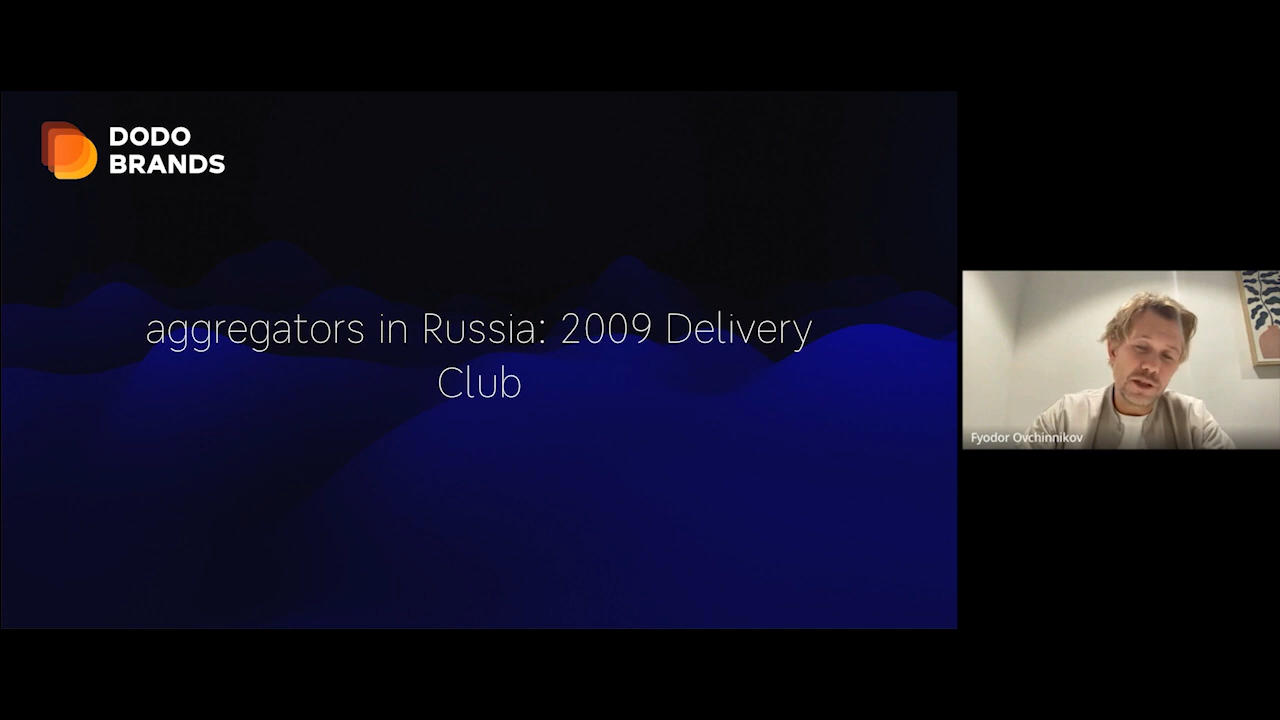 DODO
BRANDS
aggregators in Russia: 2009 Delivery
Club
Fyodor Ovchinnikov